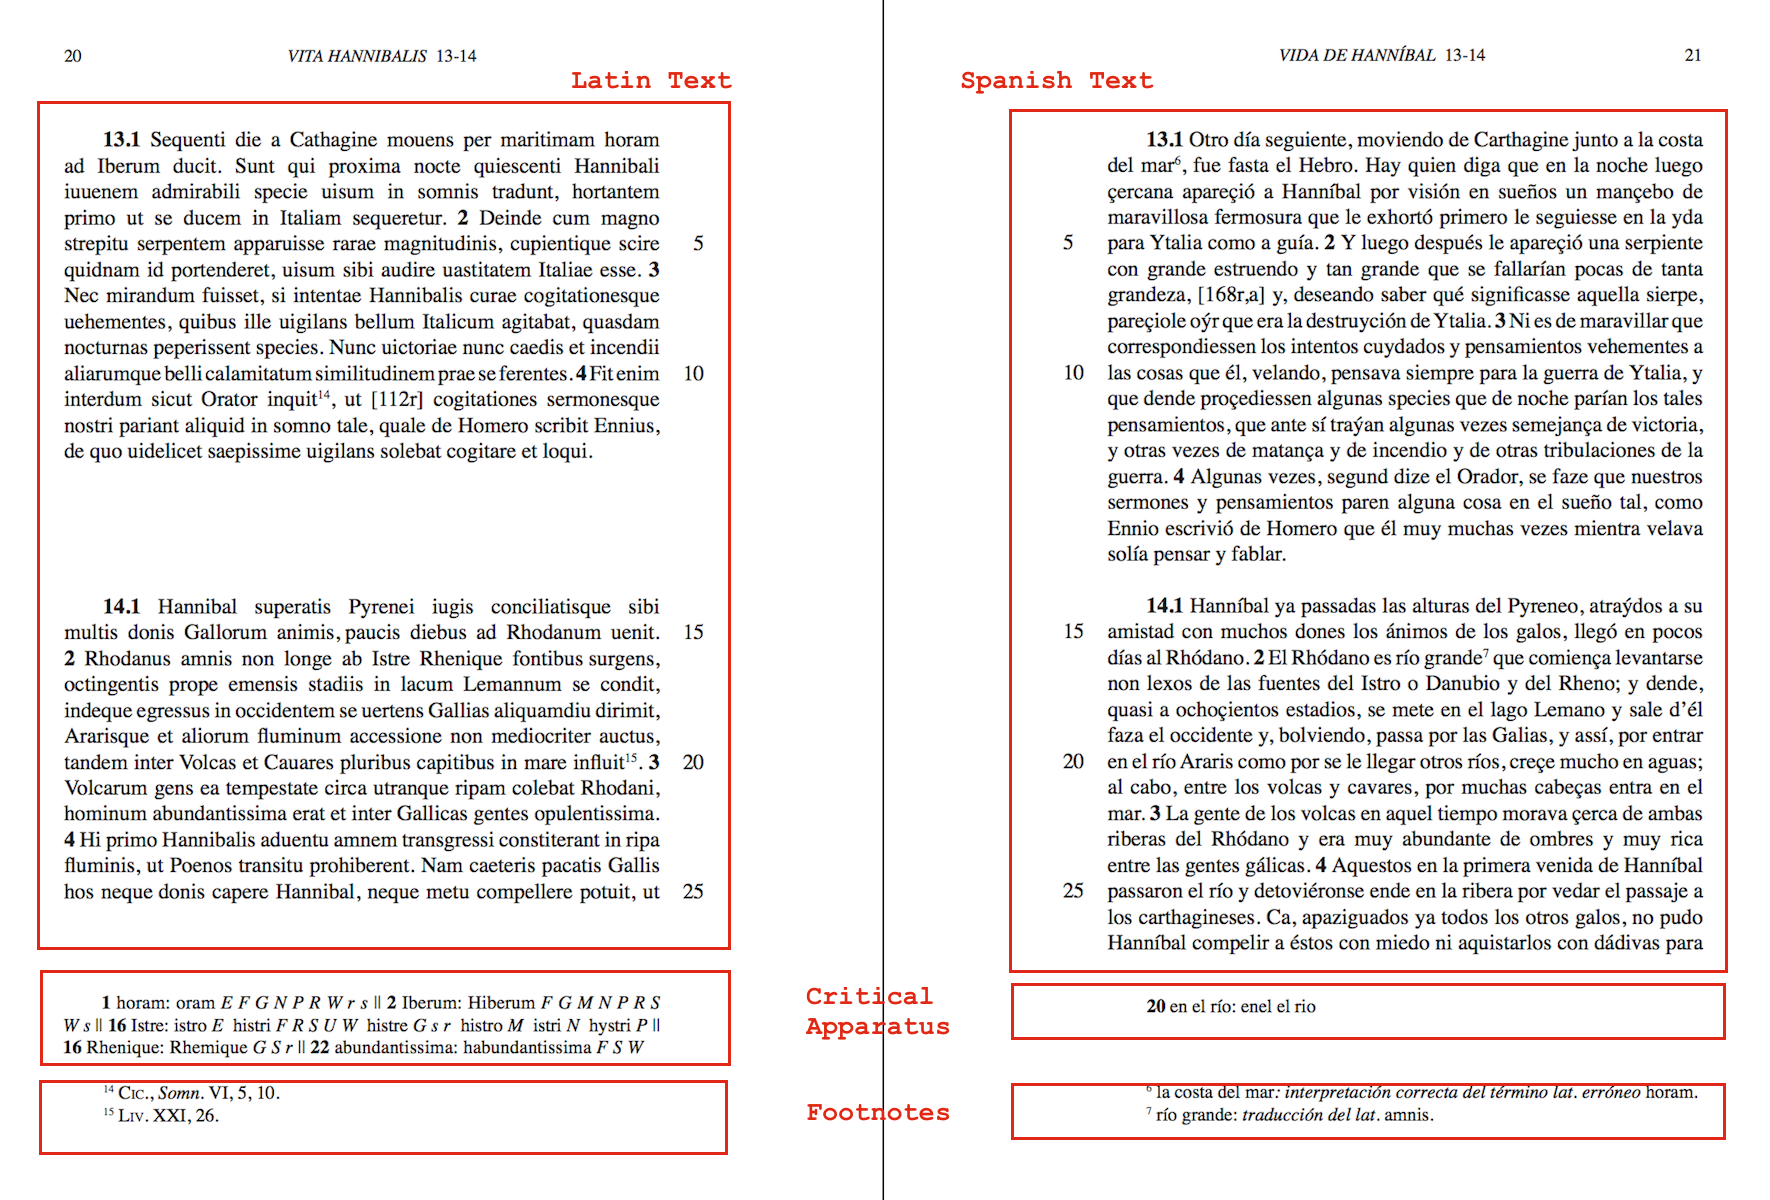 20
VITA HANNIBALIS 13-14
Latin Text
13.1 Sequenti die a Cathagine mouens per maritimam horam
ad Iberum ducit. Sunt qui proxima nocte quiescenti Hannibali
iuuenem admirabili specie uisum in somnis tradunt, hortantem
primo ut se ducem in Italiam sequeretur. 2 Deinde cum magno
strepitu serpentem apparuisse rarae magnitudinis, cupientique scire 5
quidnam id portenderet, uisum sibi audire uastitatem Italiae esse. 3
Nec mirandum fuisset, si intentae Hannibalis curae cogitationesque
uehementes, quibus ille uigilans bellum Italicum agitabat, quasdam
nocturnas peperissent species. Nunc uictoriae nunc caedis et incendii
aliarumque belli calamitatum similitudinem prae se ferentes. 4 Fit enim 10
interdum sicut Orator inquit¹⁴, ut [112r] cogitationes sermonesque
nostri pariant aliquid in somno tale, quale de Homero scribit Ennius,
de quo uidelicet saepissime uigilans solebat cogitare et loqui.
14.1 Hannibal superatis Pyrenei iugis conciliatisque sibi
multis donis Gallorum animis, paucis diebus ad Rhodanum uenit. 15
2 Rhodanus amnis non longe ab Istre Rhenique fontibus surgens,
octingentis prope emensis stadiis in lacum Lemannum se condit,
indeque egressus in occidentem se uertens Gallias aliquamdiu dirimit,
Ararisque et aliorum fluminum accessione non mediocriter auctus,
tandem inter Volcas et Cauares pluribus capitibus in mare influit¹⁵. 3 20
Volcarum gens ea tempestate circa utranque ripam colebat Rhodani,
hominum abundantissima erat et inter Gallicas gentes opulentissima.
4 Hi primo Hannibalis aduentu amnem transgressi constiterant in ripa
fluminis, ut Poenos transitu prohiberent. Nam caeteris pacatis Gallis
hos neque donis capere Hannibal, neque metu compellere potuit, ut 25
1 horam: oram E F G N P R W r s || 2 Iberum: Hiberum F G M N P R S
W s || 16 Istre: istro E histri F R S U W histre G s r histro M istri N hystri P ||
16 Rhenique: Rhemique G S r || 22 abundantissima: habundantissima F S W
¹⁴ CIC., Somn. VI, 5, 10.
¹⁵ LIV. XXI, 26.
Critical
Apparatus
Footnotes
VIDA DE HANNÍBAL 13-14
21
Spanish Text
13.1 Otro día seguiente, moviendo de Carthagine junto a la costa
del mar⁶, fue fasta el Hebro. Hay quien diga que en la noche luego
çercana apareçió a Hanníbal por visión en sueños un mançebo de
maravillosa fermosura que le exhortó primero le seguiesse en la yda
5 para Ytalia como a guía. 2 Y luego después le apareçió una serpiente
con grande estruendo y tan grande que se fallarían pocas de tanta
grandeza, [168r,a] y, deseando saber qué significasse aquella sierpe,
pareçiole oýr que era la destruyción de Ytalia. 3 Ni es de maravillar que
correspondiessen los intentos cuydados y pensamientos vehementes a
10 las cosas que él, velando, pensava siempre para la guerra de Ytalia, y
que dende proçediessen algunas species que de noche parían los tales
pensamientos, que ante sí traýan algunas vezes semejança de victoria,
y otras vezes de matança y de incendio y de otras tribulaciones de la
guerra. 4 Algunas vezes, segund dize el Orador, se faze que nuestros
sermones y pensamientos paren alguna cosa en el sueño tal, como
Ennio escrivió de Homero que él muy muchas vezes mientra velava
solía pensar y fablar.
14.1 Hanníbal ya passadas las alturas del Pyreneo, atraýdos a su
15 amistad con muchos dones los ánimos de los galos, llegó en pocos
días al Rhódano. 2 El Rhódano es río grande⁷ que comiença levantarse
non lexos de las fuentes del Istro o Danubio y del Rheno; y dende,
quasi a ochoçientos estadios, se mete en el lago Lemano y sale d’él
faza el occidente y, bolviendo, passa por las Galias, y assí, por entrar
20 en el río Araris como por se le llegar otros ríos, creçe mucho en aguas;
al cabo, entre los volcas y cavares, por muchas cabeças entra en el
mar. 3 La gente de los volcas en aquel tiempo morava çerca de ambas
riberas del Rhódano y era muy abundante de ombres y muy rica
entre las gentes gálicas. 4 Aquestos en la primera venida de Hanníbal
25 passaron el río y detoviéronse ende en la ribera por vedar el passaje a
los carthagineses. Ca, apaziguados ya todos los otros galos, no pudo
Hanníbal compelir a éstos con miedo ni aquistarlos con dádivas para
20 en el río: enel el rio
⁶ la costa del mar: interpretación correcta del término lat. erróneo horam.
⁷ río grande: traducción del lat. amnis.